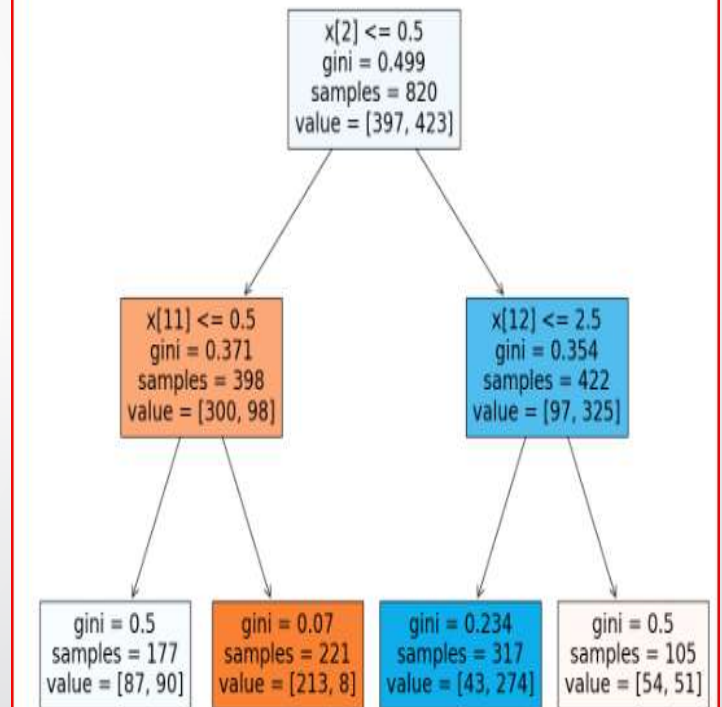 x[2] <= 0.5
gini = 0.499
samples = 820
value = [397, 423]
x[11] <= 0.5
gini = 0.371
samples = 398
value = [300, 98]
x[12] <= 2.5
gini = 0.354
samples = 422
value = [97, 325]
gini = 0.5
samples = 177
value = [87, 90]
gini = 0.07
samples = 221
value = [213, 8]
gini = 0.234
samples = 317
value = [43, 274]
gini = 0.5
samples = 105
value = [54, 51]